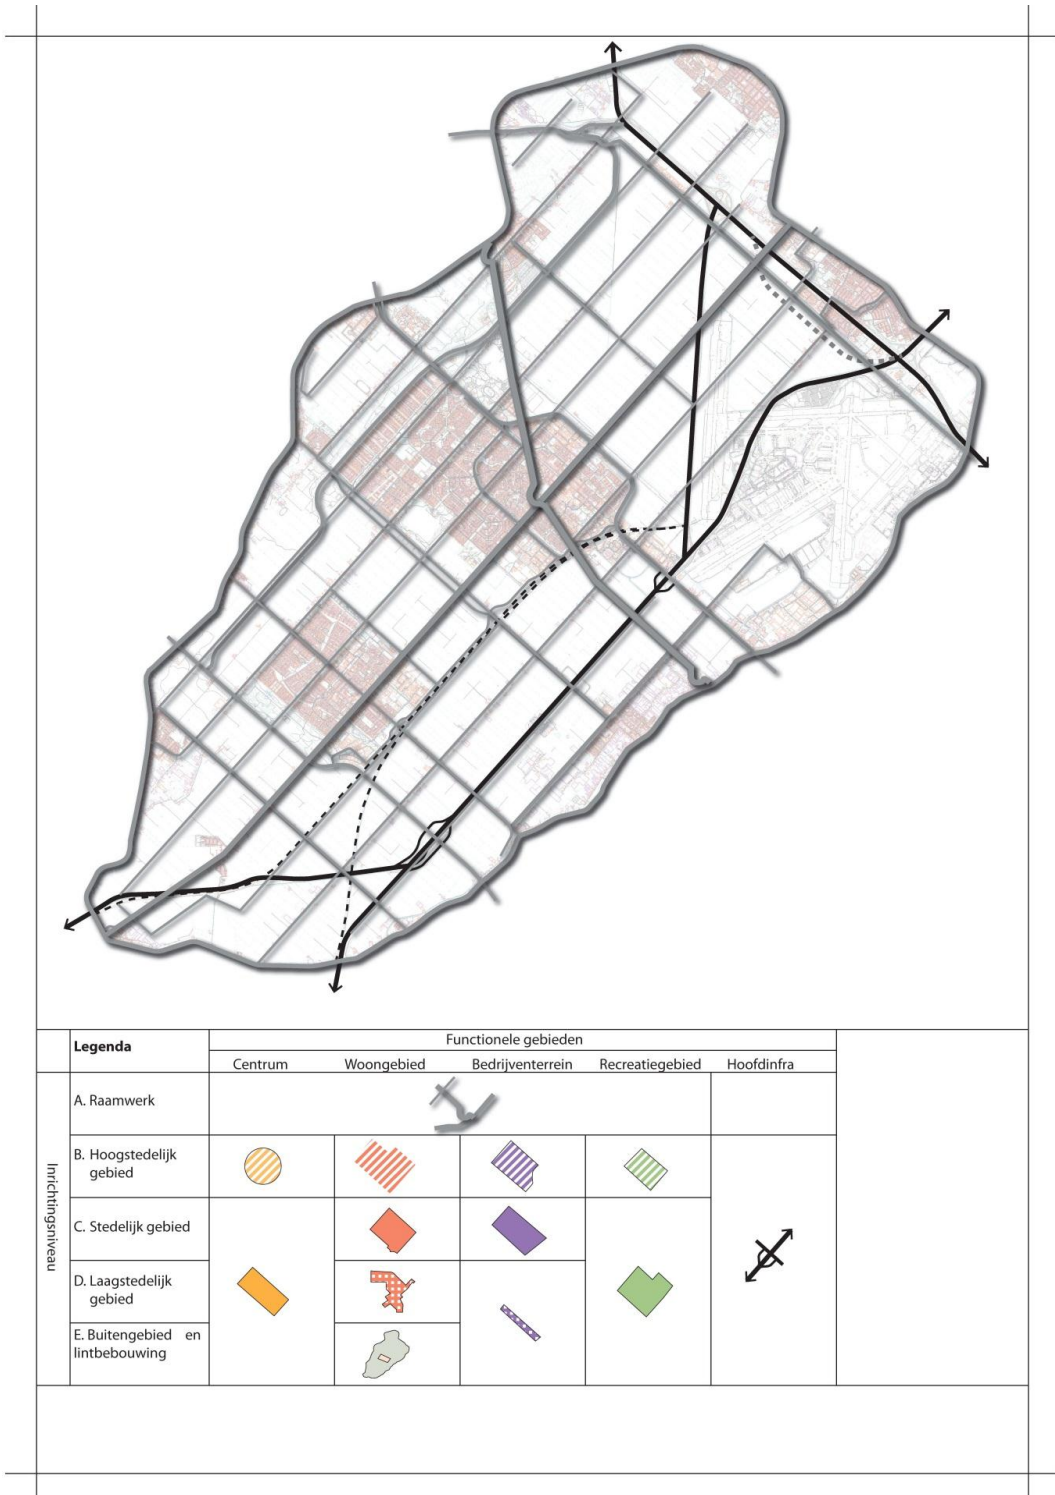 Legenda
Functionele gebieden
Centrum
Woongebied
Bedrijventerrein
Recreatiegebied
Hoofdinfra
Inrichtingsniveau
A. Raamwerk
B. Hoogstedelijk
gebied
C. Stedelijk gebied
D. Laagstedelijk
gebied
E. Buitengebied en
lintbebouwing